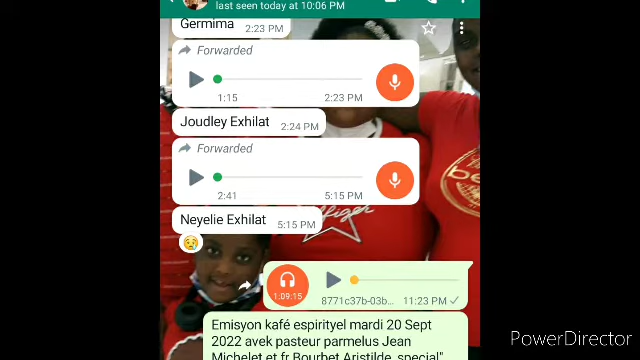 last seen today at 10:06 PM
Germima 2:23 PM
Forwarded
1:15 2:23 PM
Joudley Exhilat 2:24 PM
Forwarded
2:41 5:15 PM
Neyelie Exhilat 5:15 PM
1:09:15 8771c37b-03b... 11:23 PM
Emisyon kafé espirityel mardi 20 Sept
2022 avek pasteur parmelus Jean
Michelet et fr Bourbet Aristilde, special"
PowerDirector